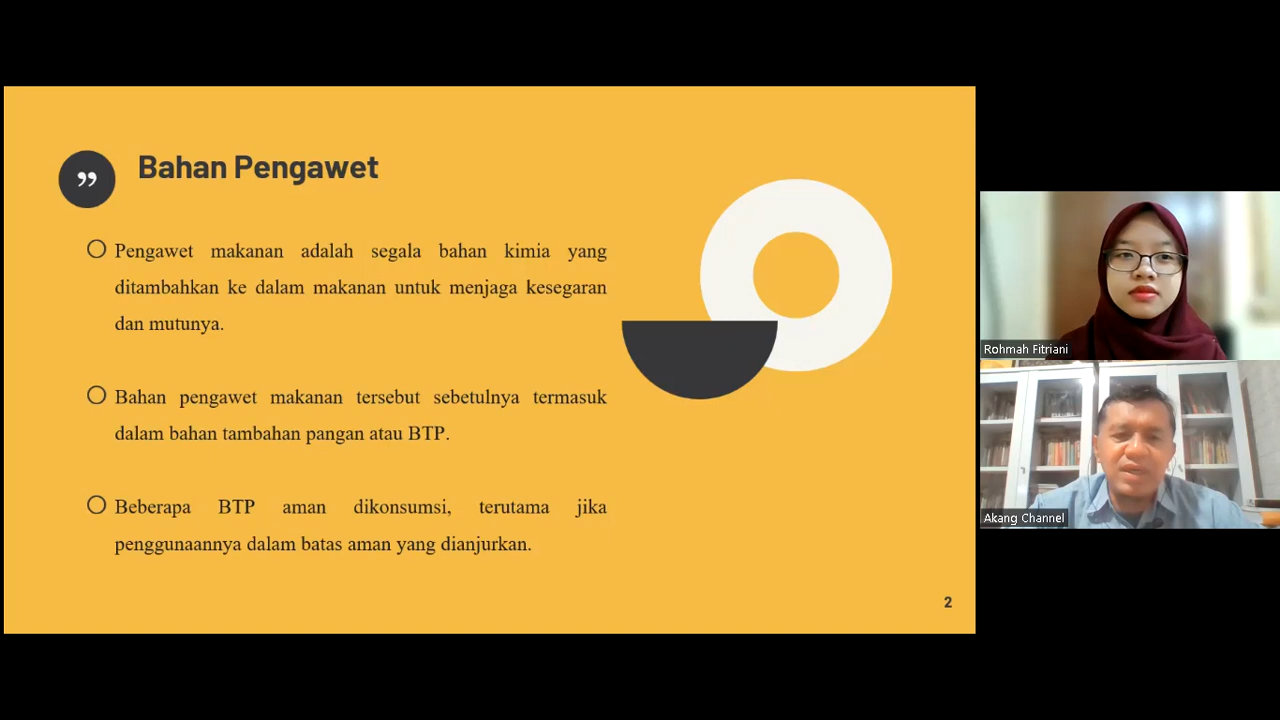 ”
Bahan Pengawet
Pengawet makanan adalah segala bahan kimia yang
ditambahkan ke dalam makanan untuk menjaga kesegaran
dan mutunya.
Bahan pengawet makanan tersebut sebetulnya termasuk
dalam bahan tambahan pangan atau BTP.
Beberapa BTP aman dikonsumsi, terutama jika
penggunaannya dalam batas aman yang dianjurkan.
2
Rohmah Fitriani
Akang Channel